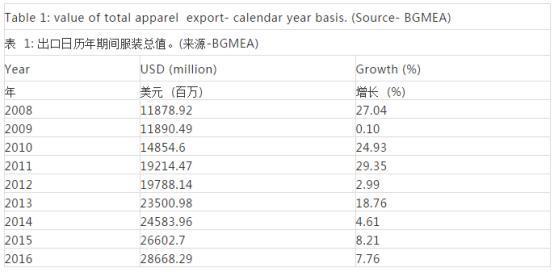 Table 1: value of total apparel export- calendar year basis. (Source- BGMEA)
表 1: 出口日历年期间服装总值。(来源-BGMEA)
Year USD (million) Growth (%)
年 美元 (百万) 增长 (%)
2008 11878.92 27.04
2009 11890.49 0.10
2010 14854.6 24.93
2011 19214.47 29.35
2012 19788.14 2.99
2013 23500.98 18.76
2014 24583.96 4.61
2015 26602.7 8.21
2016 28668.29 7.76